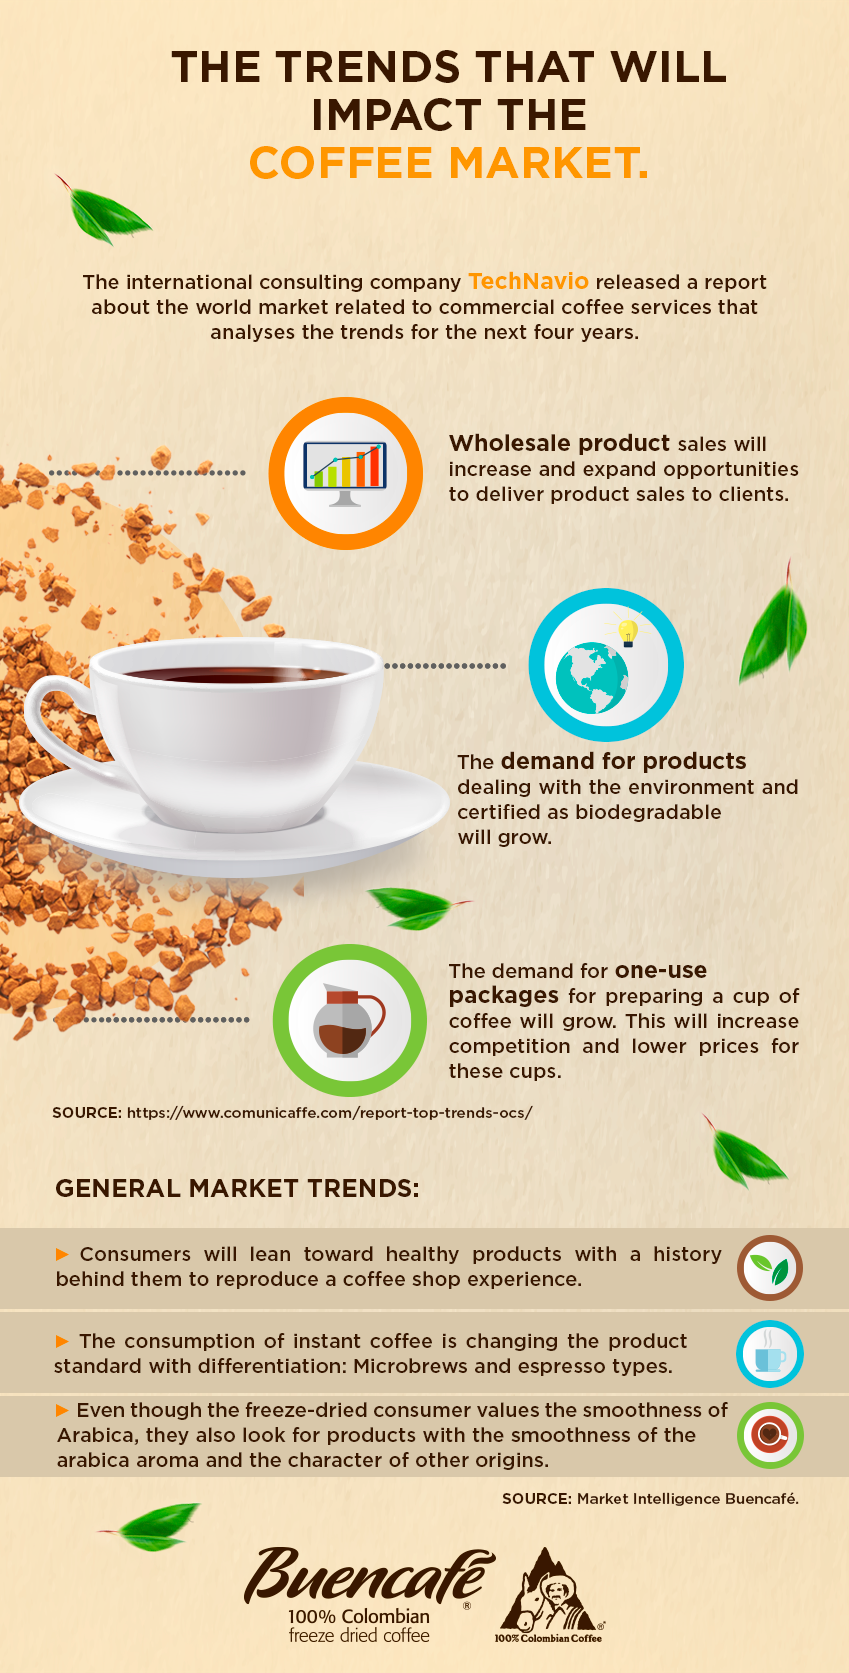 THE TRENDS THAT WILL
IMPACT THE
COFFEE MARKET.
The international consulting company TechNavio released a report
about the world market related to commercial coffee services that
analyses the trends for the next four years.
Wholesale product sales will
increase and expand opportunities
to deliver product sales to clients.
The demand for products
dealing with the environment and
certified as biodegradable
will grow.
The demand for one-use
packages for preparing a cup of
coffee will grow. This will increase
competition and lower prices for
these cups.
SOURCE: https://www.comunicaffe.com/report-top-trends-ocs/
GENERAL MARKET TRENDS:
► Consumers will lean toward healthy products with a history
behind them to reproduce a coffee shop experience.
► The consumption of instant coffee is changing the product
standard with differentiation: Microbrews and espresso types.
► Even though the freeze-dried consumer values the smoothness of
Arabica, they also look for products with the smoothness of the
arabica aroma and the character of other origins.
SOURCE: Market Intelligence Buencafé.
Buencafé®
100% Colombian
freeze dried coffee
®
100% Colombian Coffee